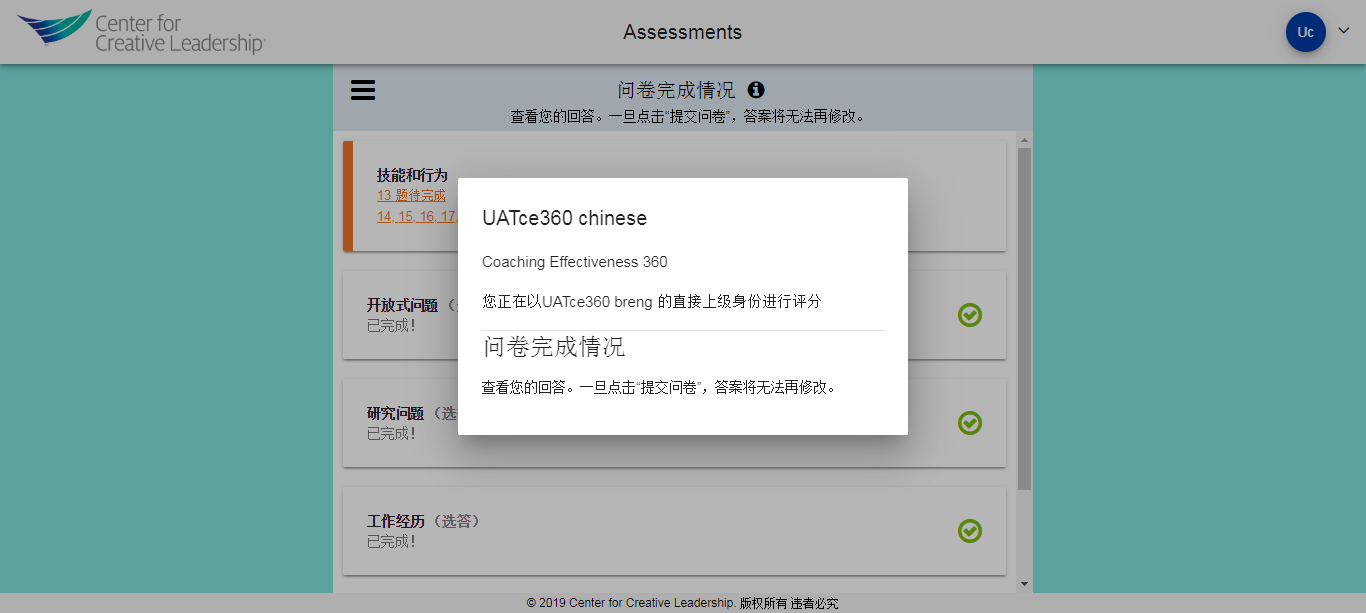 Center for
Creative Leadership®
Assessments
Uc
问卷完成情况
查看您的回答。一旦点击“提交问卷”，答案将无法再修改。
技能和行为
13 题待完成
14, 15, 16, 17,
UATce360 chinese
Coaching Effectiveness 360
您正在以UATce360 breng 的直接上级身份进行评分
问卷完成情况
查看您的回答。一旦点击“提交问卷”，答案将无法再修改。
开放式问题（
已完成！
研究问题（选
已完成！
工作经历（选答）
已完成！
© 2019 Center for Creative Leadership. 版权所有 违者必究